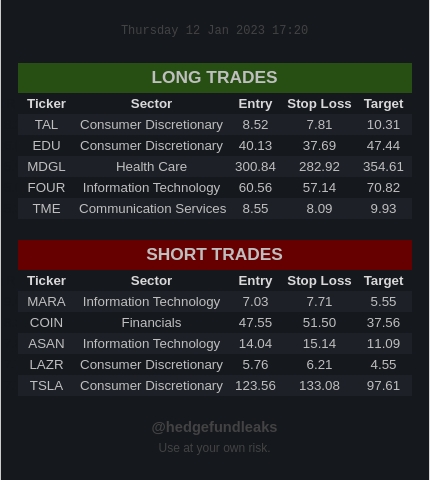 Thursday 12 Jan 2023 17:20
LONG TRADES
Ticker Sector Entry Stop Loss Target
TAL Consumer Discretionary 8.52 7.81 10.31
EDU Consumer Discretionary 40.13 37.69 47.44
MDGL Health Care 300.84 282.92 354.61
FOUR Information Technology 60.56 57.14 70.82
TME Communication Services 8.55 8.09 9.93
SHORT TRADES
Ticker Sector Entry Stop Loss Target
MARA Information Technology 7.03 7.71 5.55
COIN Financials 47.55 51.50 37.56
ASAN Information Technology 14.04 15.14 11.09
LAZR Consumer Discretionary 5.76 6.21 4.55
TSLA Consumer Discretionary 123.56 133.08 97.61
@hedgefundleaks
Use at your own risk.